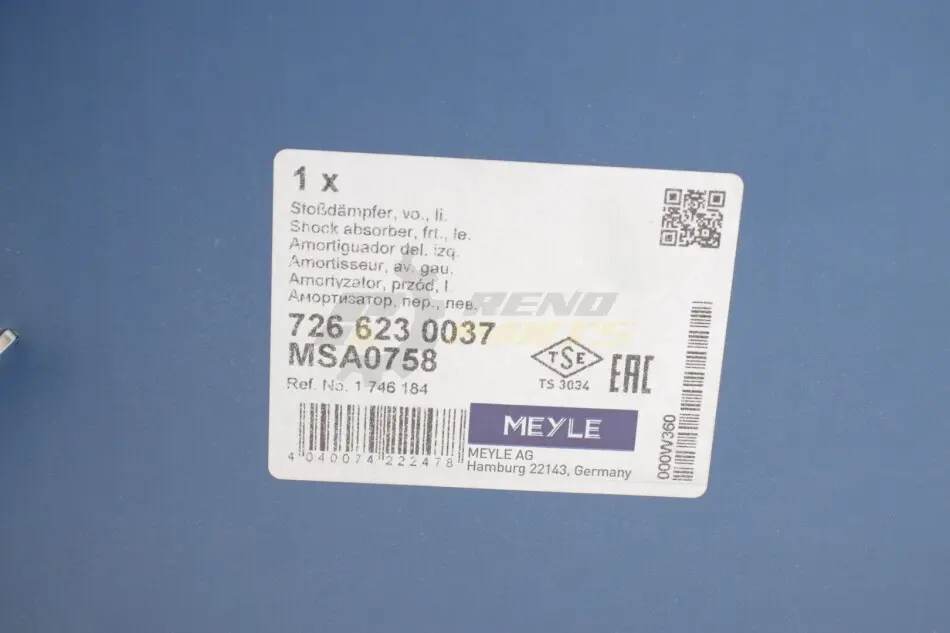 1 x
Stoßdämpfer, vo., li.
Shock absorber, frt., le.
Amortiguador del. izq.
Amortisseur, av. gau.
Amortyzator, przód, l
Амортизатор, пер., лев.
RENO
PARTS
726 623 0037
MSA0758
Ref. No. 1 746 184
TSE
TS 3034
EAC
MEYLE
MEYLE AG
Hamburg 22143, Germany
4 040074 222478
000W360